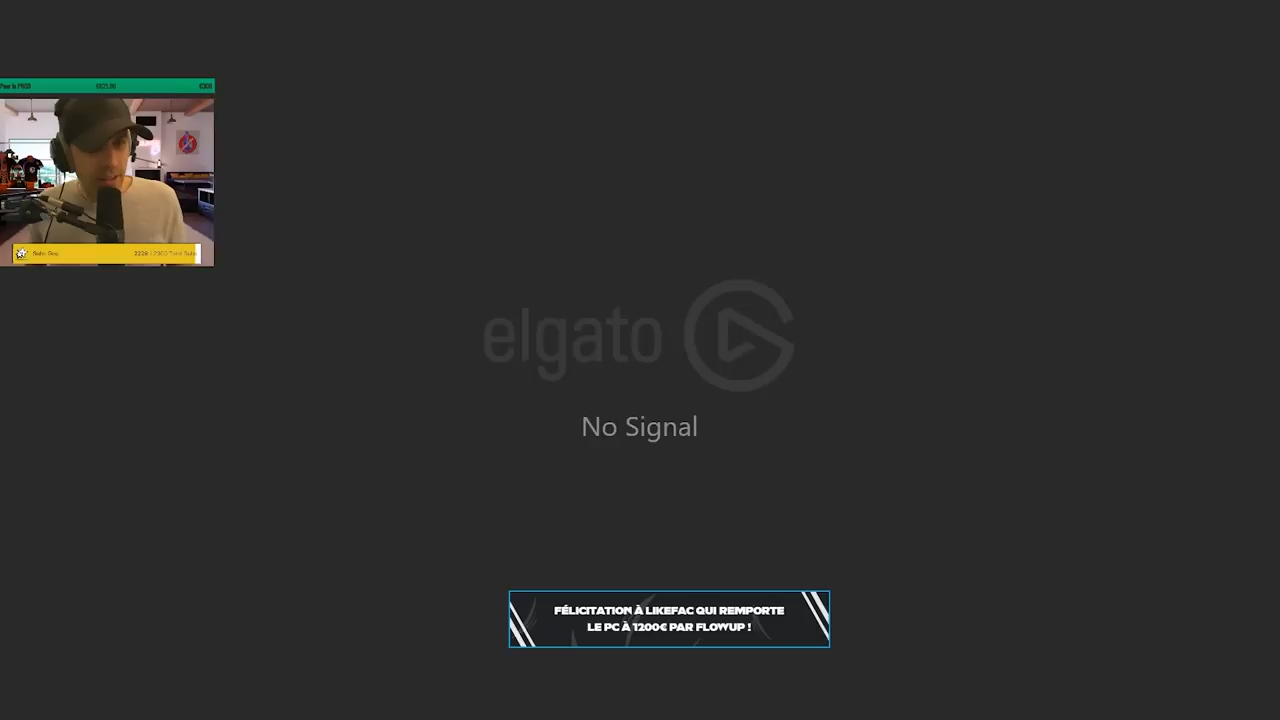 elgato
No Signal
FÉLICITATION À LIKEFAC QUI REMPORTE
LE PC À 1200€ PAR FLOWUP !